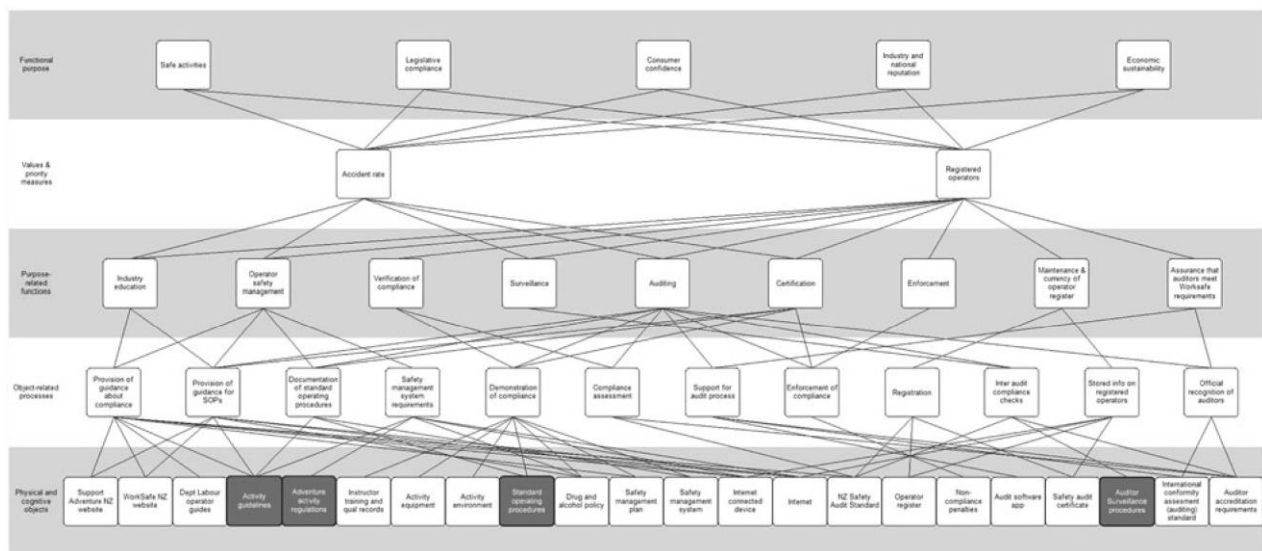 Functional
purpose
Safe activities
Legislative
compliance
Consumer
confidence
Industry and
national
reputation
Economic
sustainability
Values &
priority
measures
Accident rate
Registered
operators
Purpose-
related
functions
Industry
education
Operator
safety
management
Verification of
compliance
Surveillance
Auditing
Certification
Enforcement
Maintenance &
currency of
operator
register
Assurance that
auditors meet
Worksafe
requirements
Object-related
processes
Provision of
guidance
about
compliance
Provision of
guidance for
SOPs
Documentation
of standard
operating
procedures
Safety
management
system
requirements
Demonstration
of compliance
Compliance
assessment
Support for
audit process
Enforcement of
compliance
Registration
Inter audit
compliance
checks
Stored info on
registered
operators
Official
recognition of
auditors
Physical and
cognitive
objects
Support
Adventure NZ
website
WorkSafe NZ
website
Dept Labour
operator
guides
Activity
guidelines
Adventure
activity
regulations
Instructor
training and
qual records
Activity
equipment
Activity
environment
Standard
operating
procedures
Drug and
alcohol policy
Safety
management
plan
Safety
management
system
Internet
connected
device
Internet
NZ Safety
Audit Standard
Operator
register
Non-
compliance
penalties
Audit software
app
Safety audit
certificate
Auditor
Surveillance
procedures
International
conformity
assesment
(auditing)
standard
Auditor
accreditation
requirements